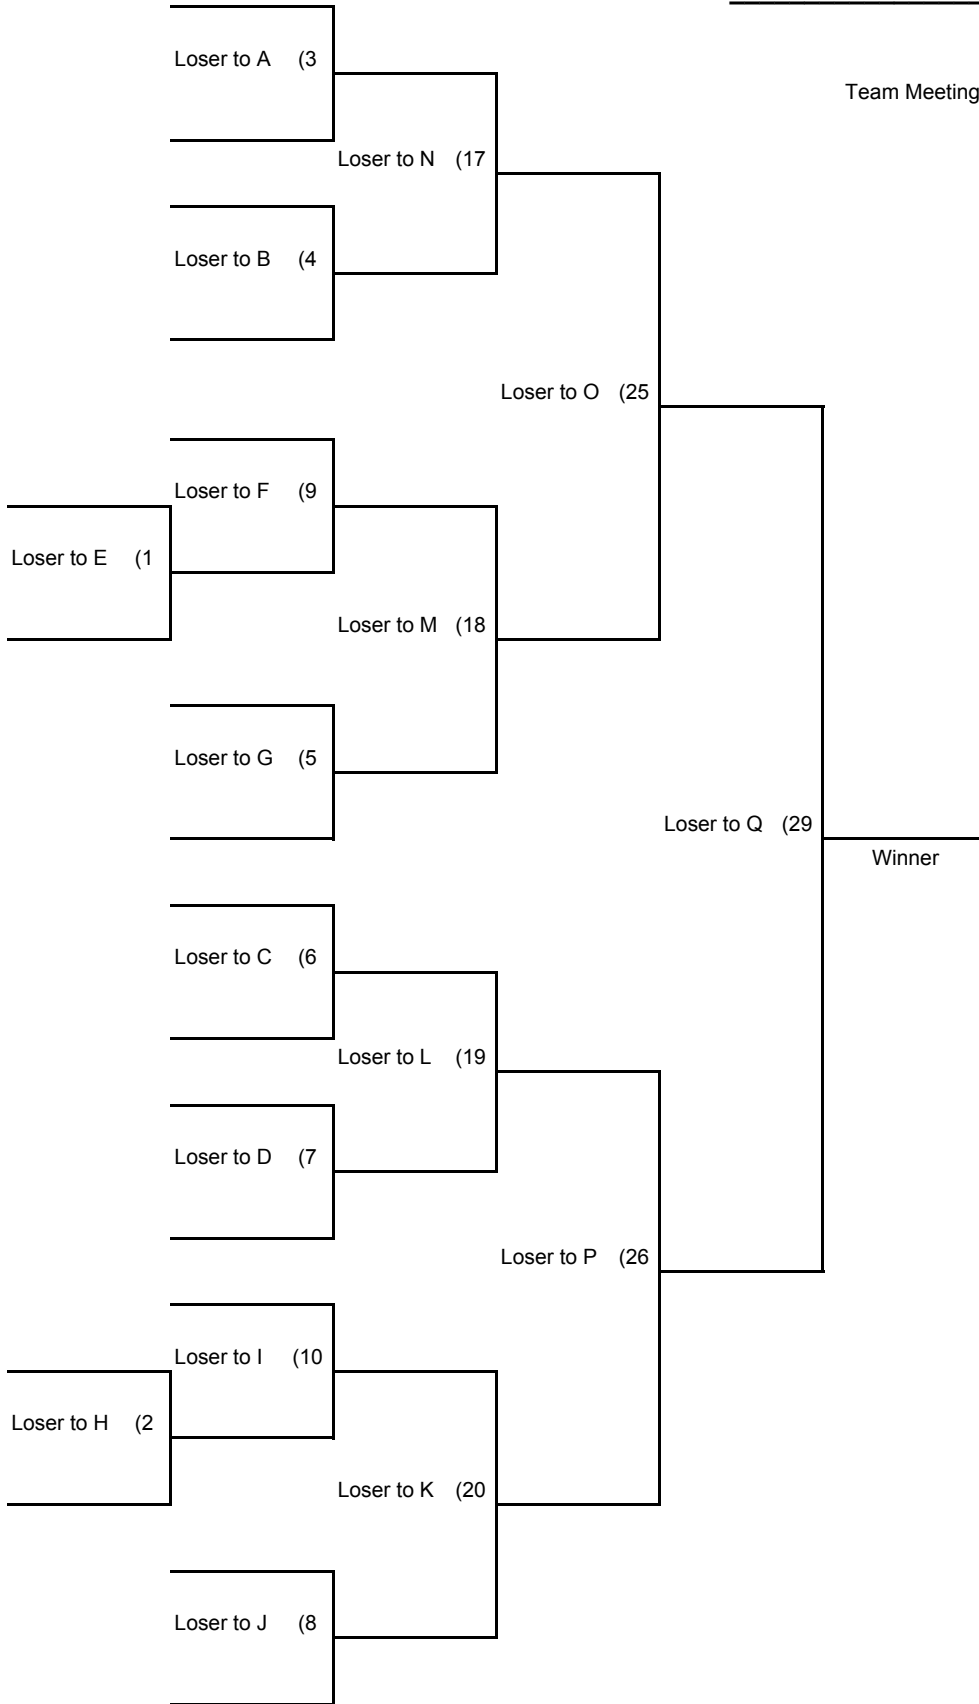 Loser to A (3
Team Meeting
Loser to N (17
Loser to B (4
Loser to O (25
Loser to F (9
Loser to E (1
Loser to M (18
Loser to G (5
Loser to Q (29
Winner
Loser to C (6
Loser to L (19
Loser to D (7
Loser to P (26
Loser to I (10
Loser to H (2
Loser to K (20
Loser to J (8